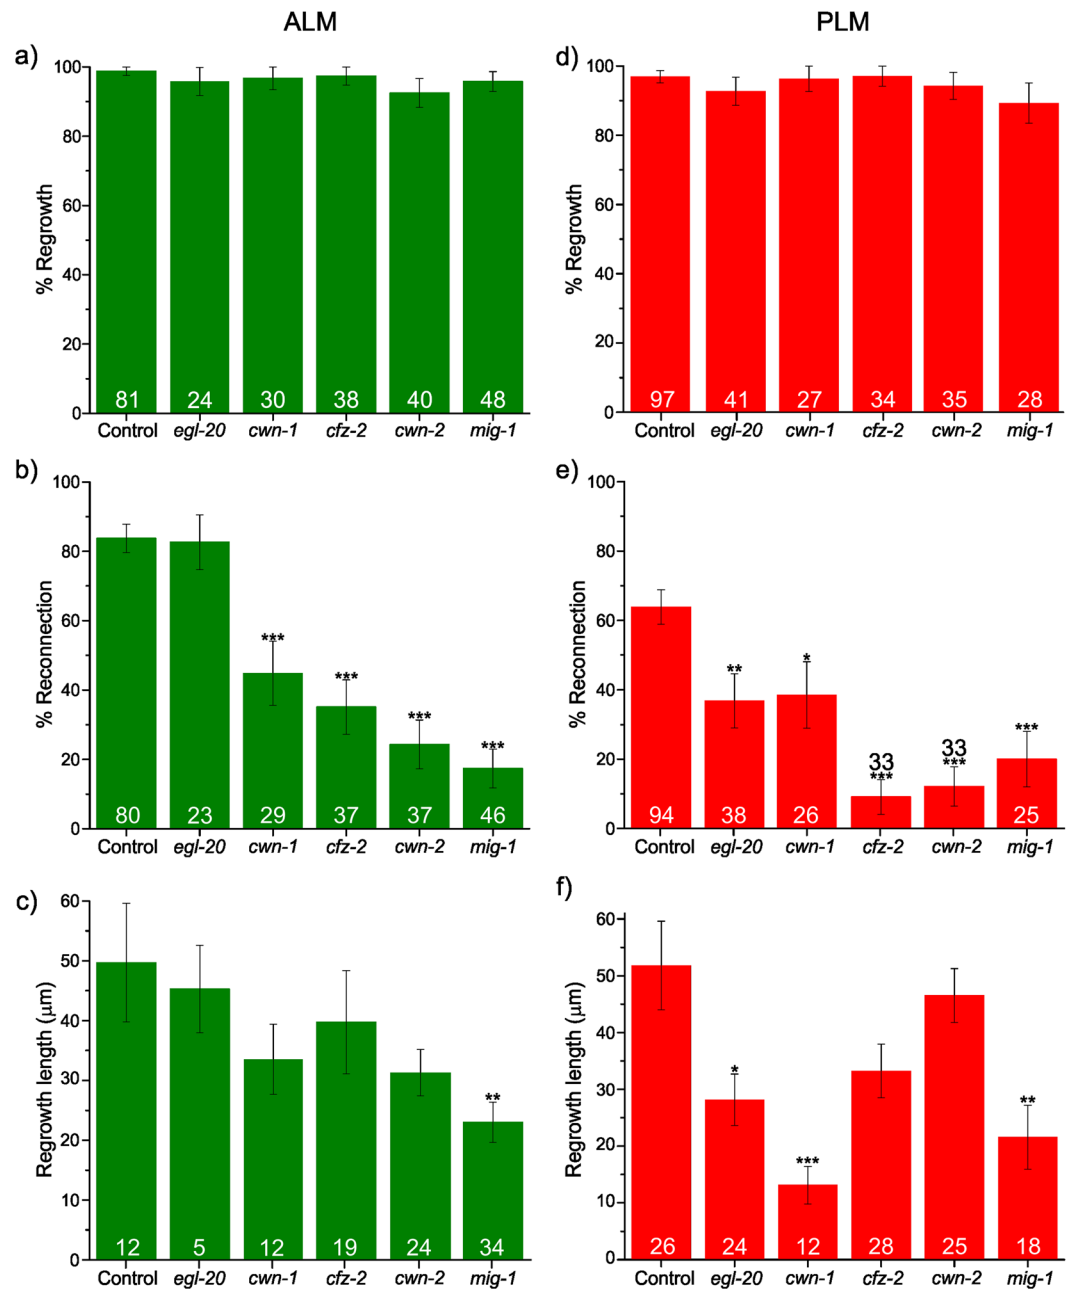 ALM
PLM
a)
% Regrowth
100
80
60
40
20
0
81 24 30 38 40 48
Control egl-20 cwn-1 cfz-2 cwn-2 mig-1
d)
% Regrowth
100
80
60
40
20
0
97 41 27 34 35 28
Control egl-20 cwn-1 cfz-2 cwn-2 mig-1
b)
% Reconnection
100
80
60
40
20
0
*** *** *** ***
80 23 29 37 37 46
Control egl-20 cwn-1 cfz-2 cwn-2 mig-1
e)
% Reconnection
100
80
60
40
20
0
** * *** *** ***
33 33
94 38 26 25
Control egl-20 cwn-1 cfz-2 cwn-2 mig-1
c)
Regrowth length (μm)
60
50
40
30
20
10
0
**
12 5 12 19 24 34
Control egl-20 cwn-1 cfz-2 cwn-2 mig-1
f)
Regrowth length (μm)
60
50
40
30
20
10
0
* *** **
26 24 12 28 25 18
Control egl-20 cwn-1 cfz-2 cwn-2 mig-1